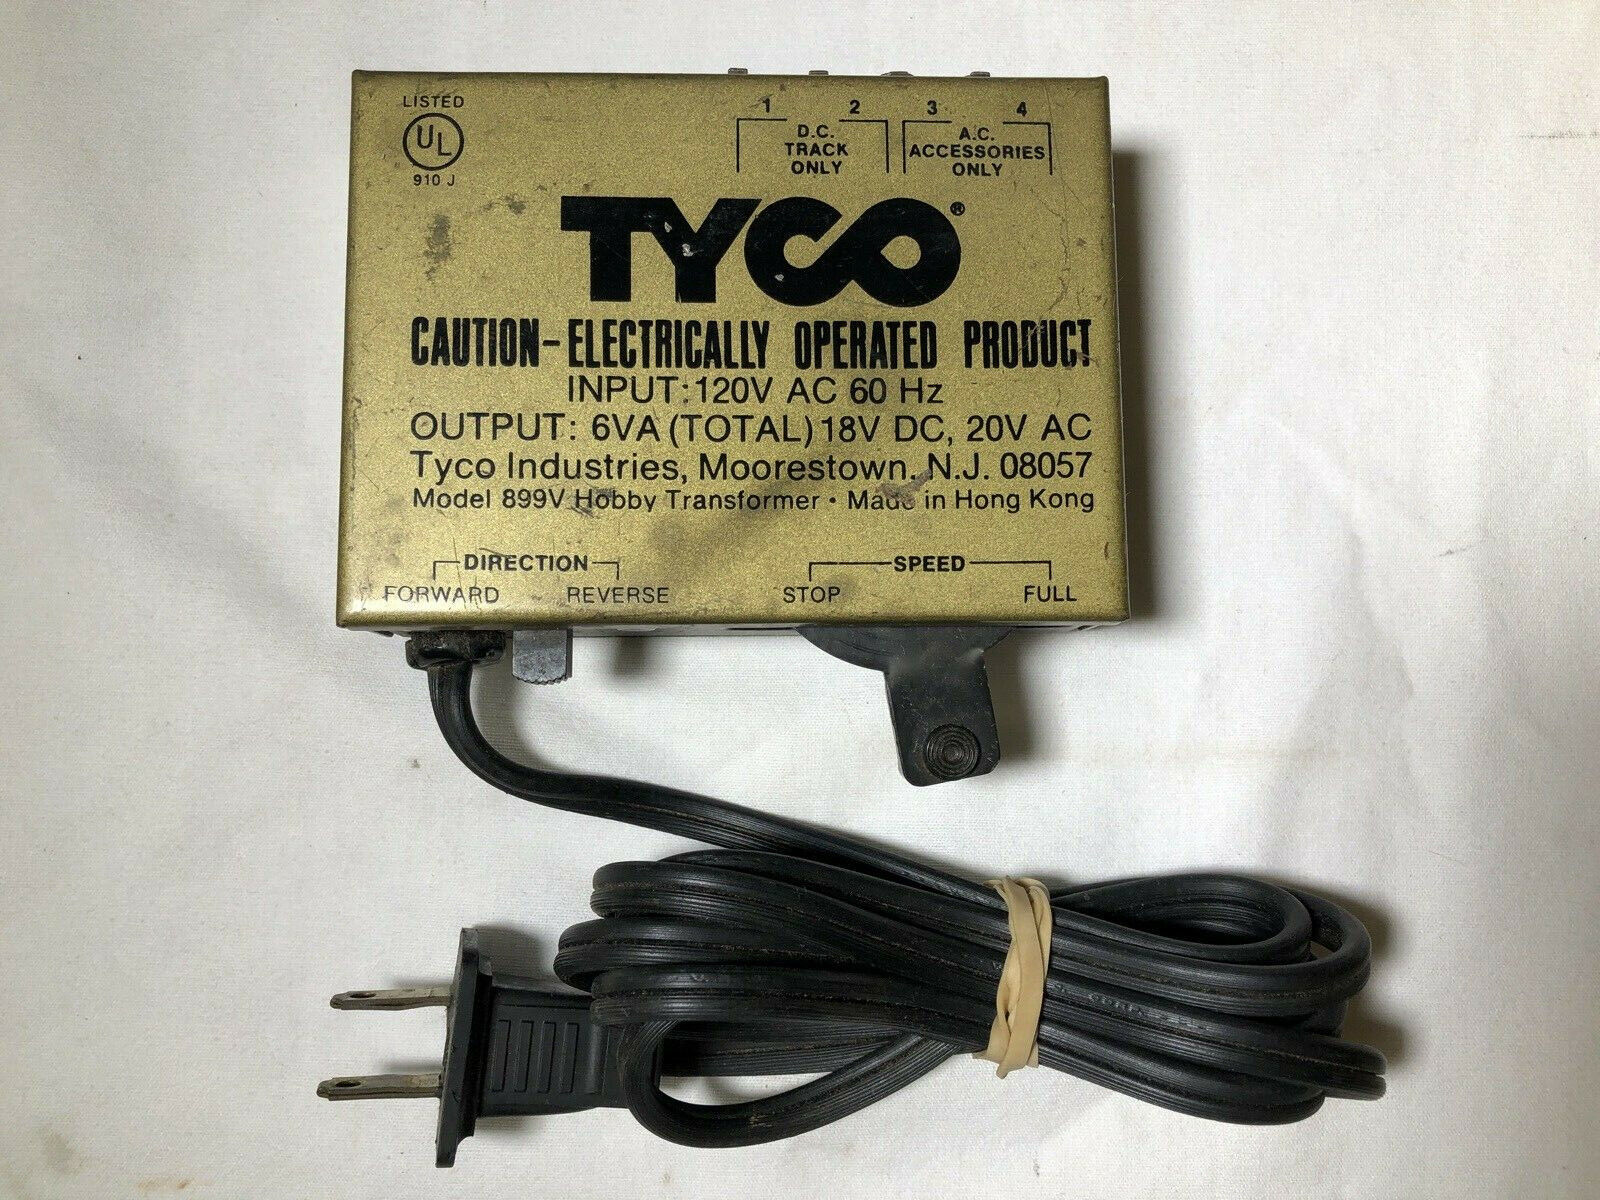 LISTED
UL
910 J
1 2 3 4
D.C.
TRACK
ONLY
A.C.
ACCESSORIES
ONLY
TYCO®
CAUTION-ELECTRICALLY OPERATED PRODUCT
INPUT: 120V AC 60 Hz
OUTPUT: 6VA (TOTAL) 18V DC, 20V AC
Tyco Industries, Moorestown, N.J. 08057
Model 899V Hobby Transformer • Made in Hong Kong
DIRECTION SPEED
FORWARD REVERSE STOP FULL